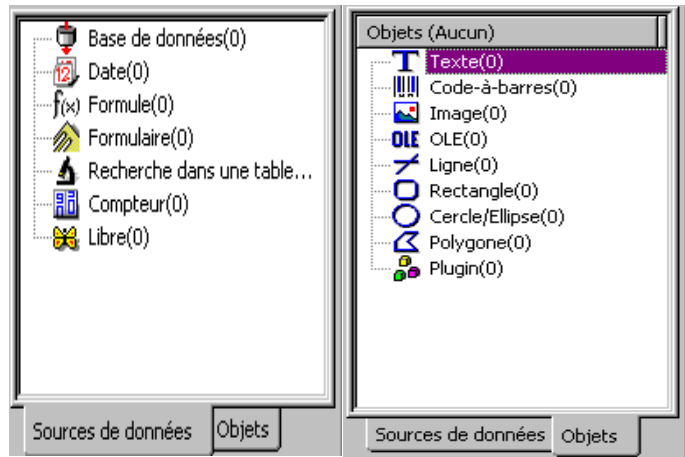 Base de données(0)
Date(0)
f(x) Formule(0)
Formulaire(0)
Recherche dans une table...
Compteur(0)
Libre(0)
Sources de données
Objets
Objets (Aucun)
T Texte(0)
Code-à-barres(0)
Image(0)
OLE OLE(0)
Ligne(0)
Rectangle(0)
Cercle/Ellipse(0)
Polygone(0)
Plugin(0)
Sources de données
Objets